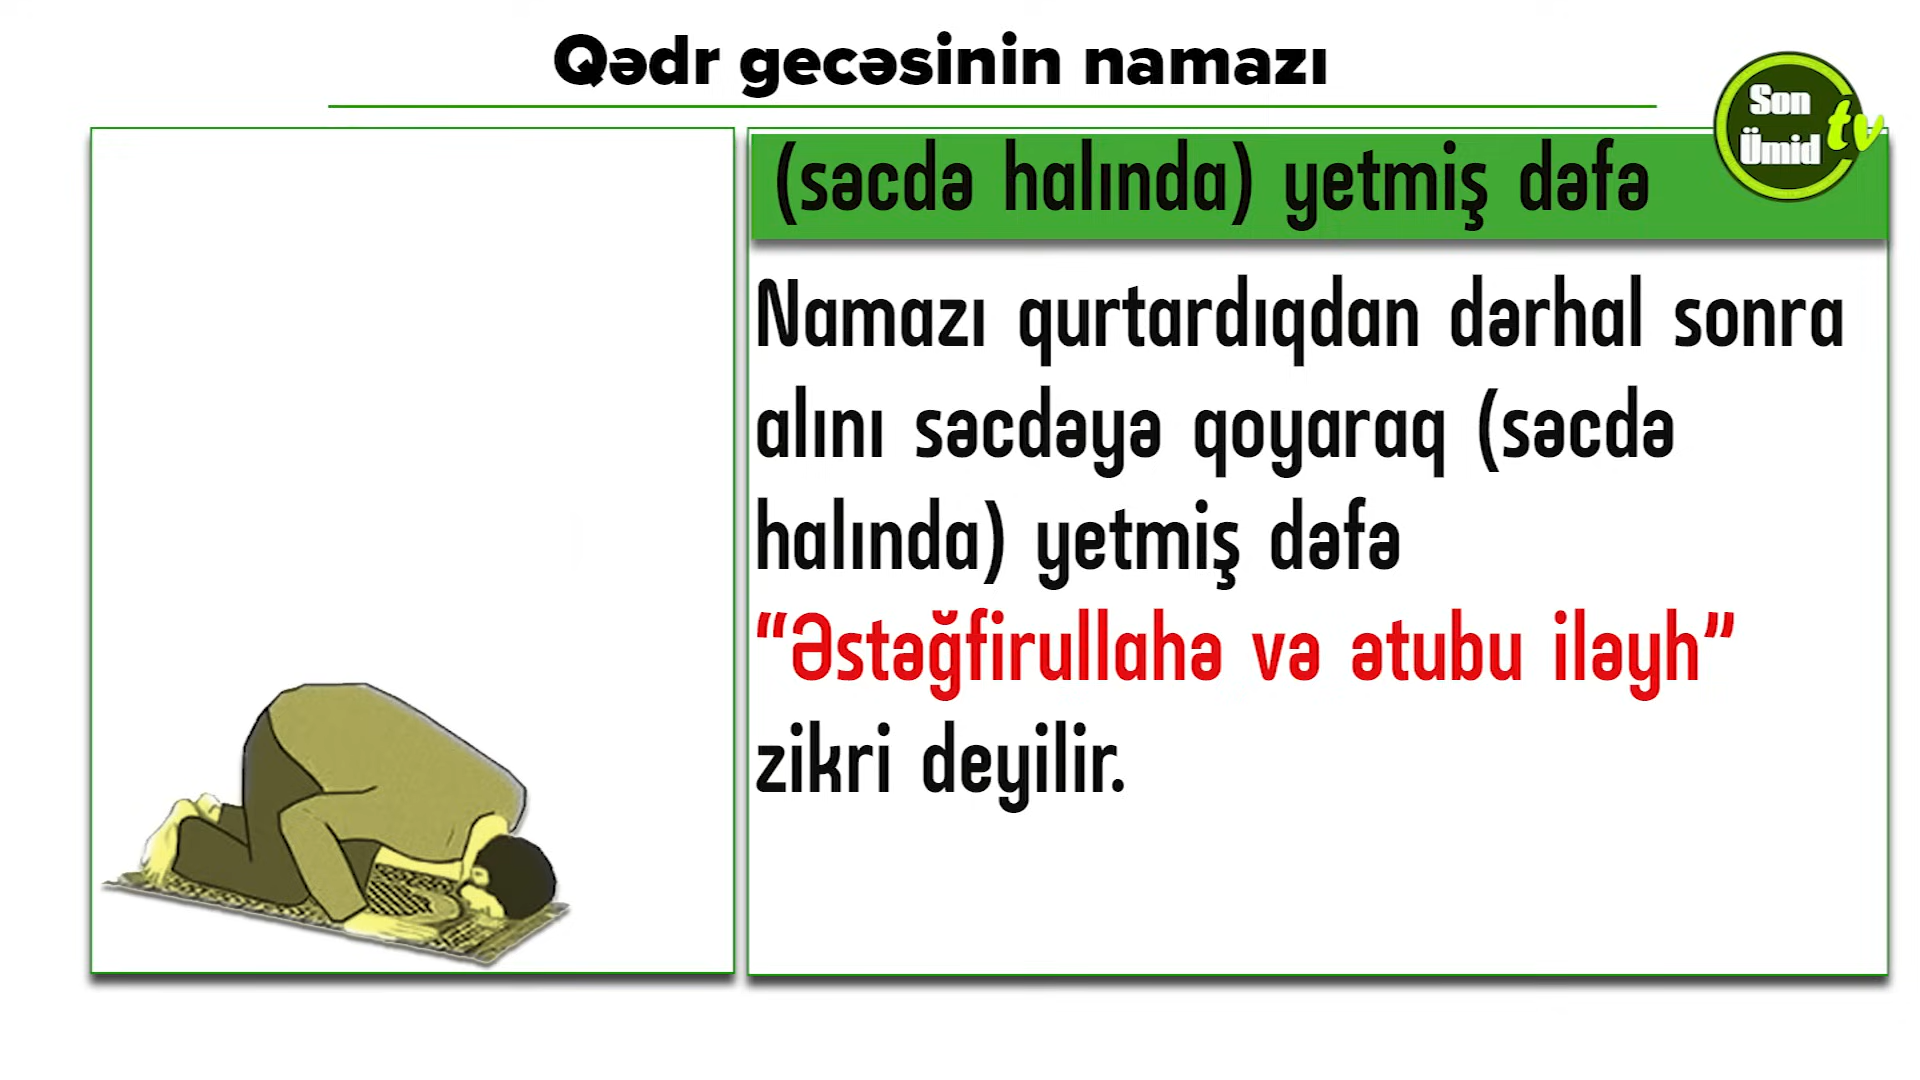 Qədr gecəsinin namazı
Son
Ümid
tv
(səcdə halında) yetmiş dəfə
Namazı qurtardıqdan dərhal sonra
alını səcdəyə qoyaraq (səcdə
halında) yetmiş dəfə
“Əstəğfirullahə və ətubu iləyh”
zikri deyilir.